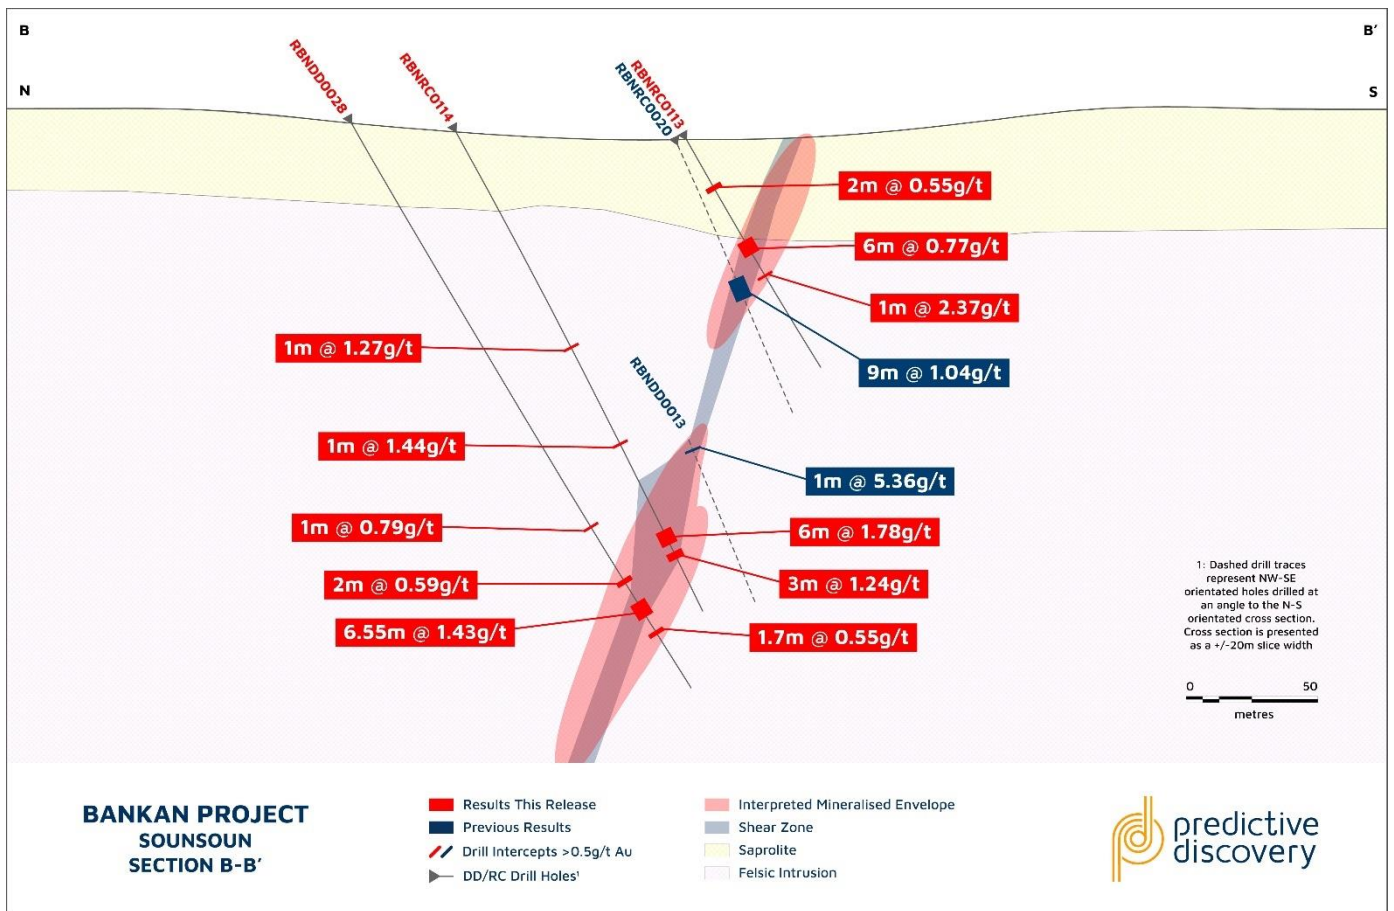 B
B'
N
S
RBNDD0028
RBNRC0114
RBNRC0113
RBNRC0020
2m @ 0.55g/t
6m @ 0.77g/t
1m @ 2.37g/t
1m @ 1.27g/t
9m @ 1.04g/t
RBNDD0013
1m @ 1.44g/t
1m @ 5.36g/t
1m @ 0.79g/t
6m @ 1.78g/t
2m @ 0.59g/t
3m @ 1.24g/t
6.55m @ 1.43g/t
1.7m @ 0.55g/t
1: Dashed drill traces
represent NW-SE
orientated holes drilled at
an angle to the N-S
orientated cross section.
Cross section is presented
as a +/-20m slice width
0 50
metres
BANKAN PROJECT
SOUNSOUN
SECTION B-B'
Results This Release
Previous Results
Drill Intercepts >0.5g/t Au
DD/RC Drill Holes¹
Interpreted Mineralised Envelope
Shear Zone
Saprolite
Felsic Intrusion
predictive
discovery